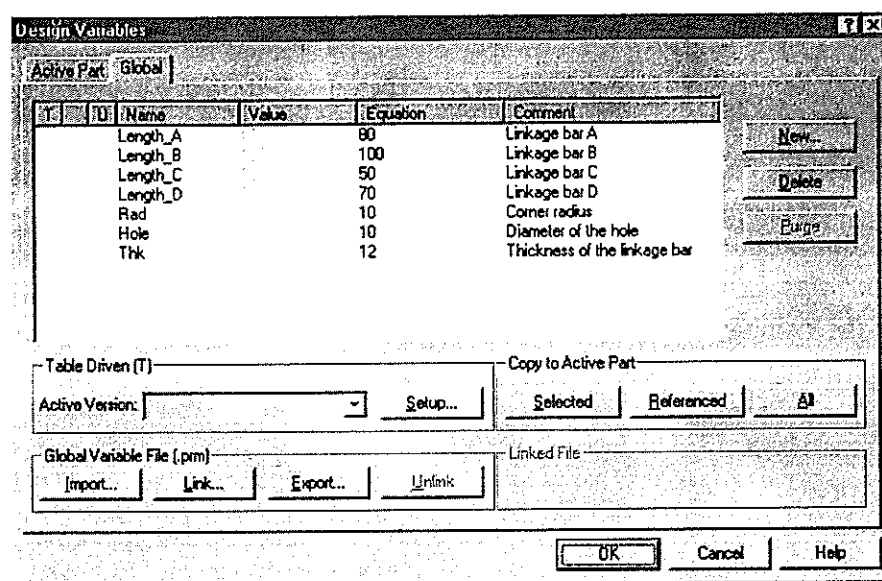 Design Variables ? X
Active Part Global
T U Name Value Equation Comment
Length_A 80 Linkage bar A
Length_B 100 Linkage bar B
Length_C 50 Linkage bar C
Length_D 70 Linkage bar D
Rad 10 Corner radius
Hole 10 Diameter of the hole
Thk 12 Thickness of the linkage bar
New...
Delete
Purge
Table Driven (T) Copy to Active Part
Active Version: Setup... Selected Referenced All
Global Variable File (.prm) Linked File
Import... Link... Export... Unlink
OK Cancel Help